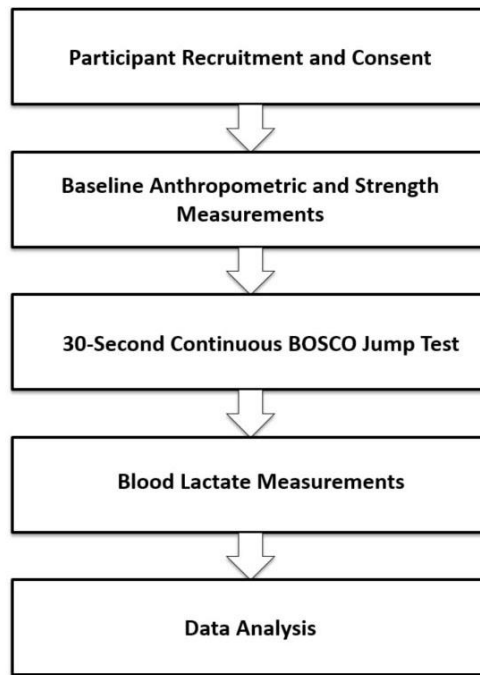 Participant Recruitment and Consent
Baseline Anthropometric and Strength
Measurements
30-Second Continuous BOSCO Jump Test
Blood Lactate Measurements
Data Analysis